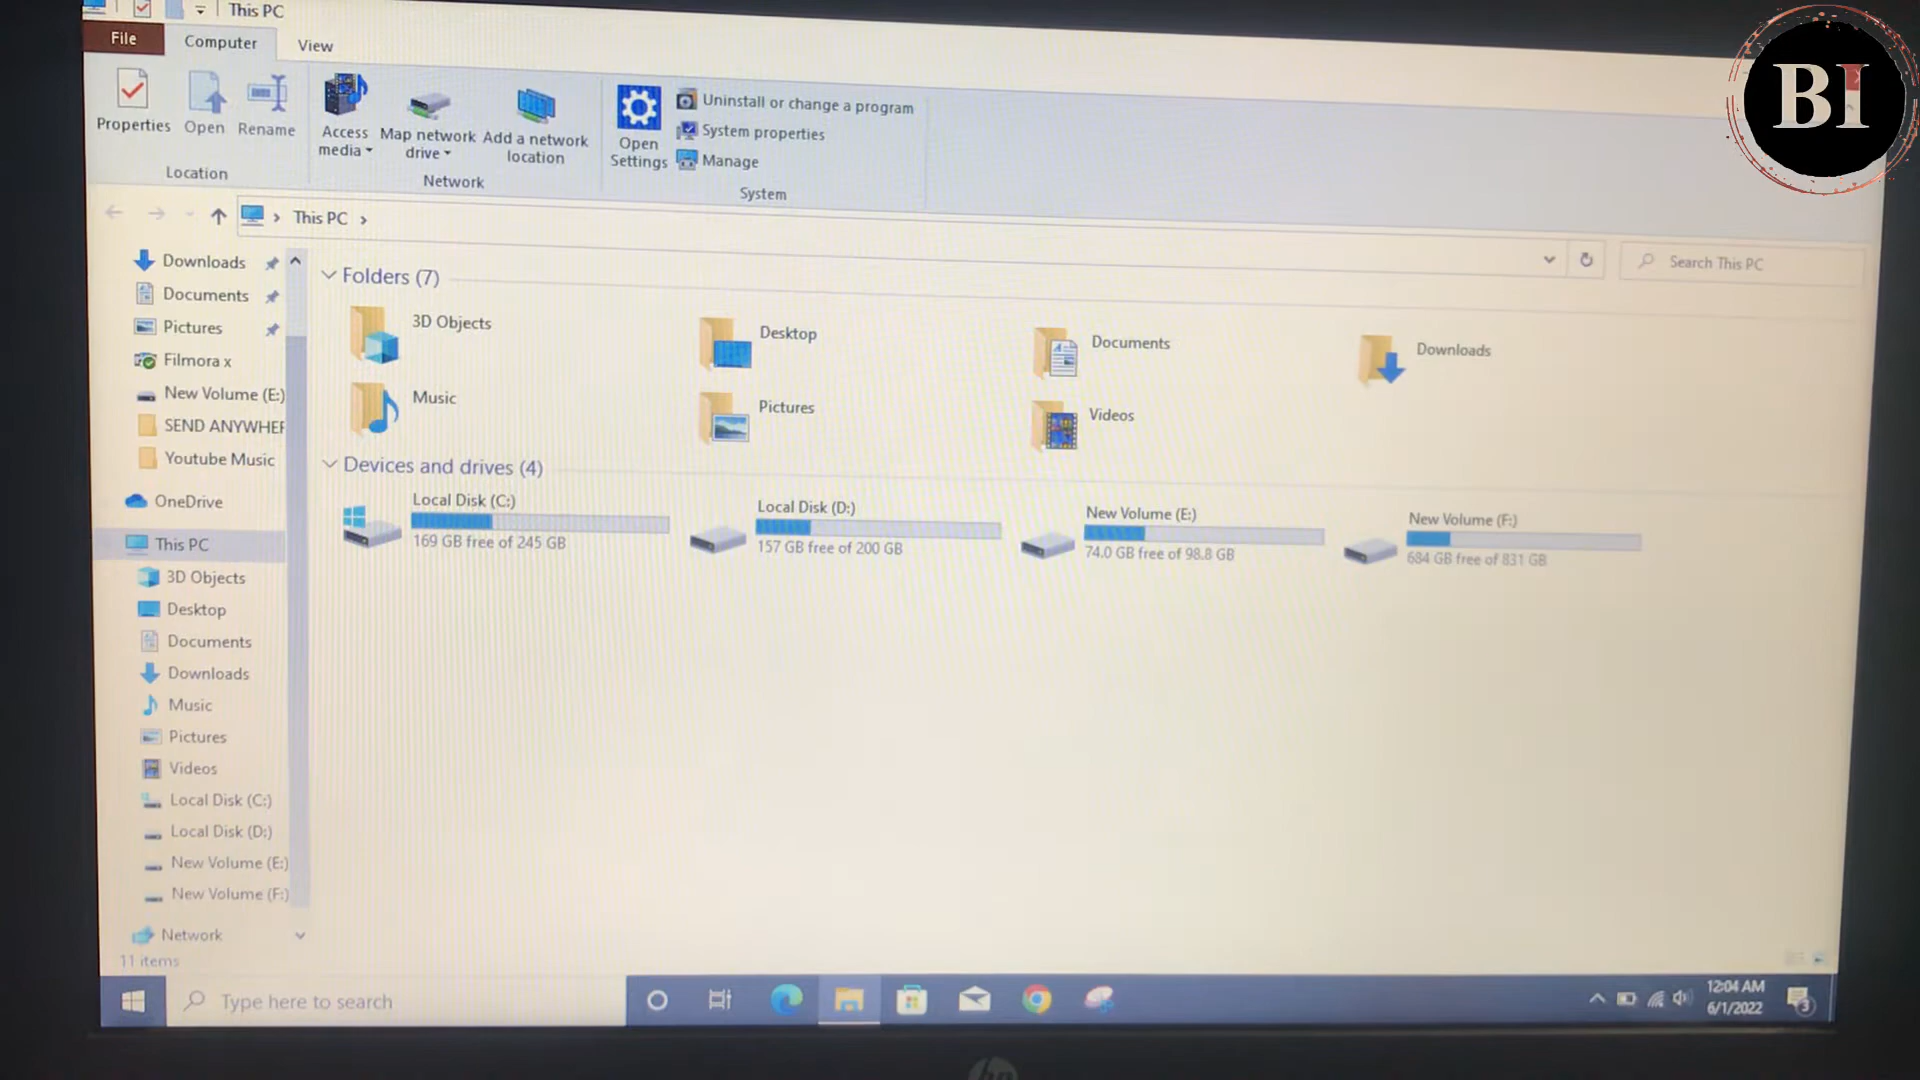 This PC
File
Computer
View
Properties
Open
Rename
Access media
Map network drive
Add a network location
Open Settings
Uninstall or change a program
System properties
Manage
Location
Network
System
This PC
Search This PC
Downloads
Documents
Pictures
Filmora x
New Volume (E:)
SEND ANYWHER
Youtube Music
OneDrive
This PC
3D Objects
Desktop
Documents
Downloads
Music
Pictures
Videos
Local Disk (C:)
Local Disk (D:)
New Volume (E:)
New Volume (F:)
Network
11 items
Folders (7)
3D Objects
Desktop
Documents
Downloads
Music
Pictures
Videos
Devices and drives (4)
Local Disk (C:)
169 GB free of 245 GB
Local Disk (D:)
157 GB free of 200 GB
New Volume (E:)
74.0 GB free of 98.8 GB
New Volume (F:)
684 GB free of 831 GB
Type here to search
12:04 AM
6/1/2022
3
BI
hp